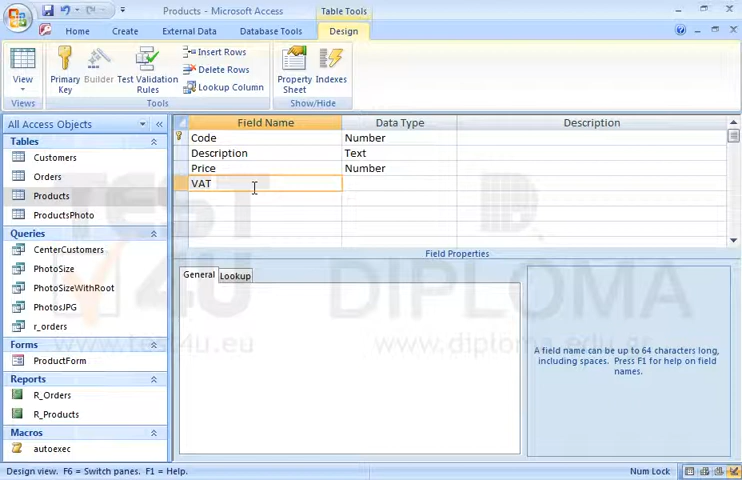 Products - Microsoft Access
Table Tools
Home
Create
External Data
Database Tools
Design
View
Views
Primary Key
Builder
Test Validation Rules
Insert Rows
Delete Rows
Lookup Column
Tools
Property Sheet
Indexes
Show/Hide
All Access Objects
Tables
Customers
Orders
Products
ProductsPhoto
Queries
CenterCustomers
PhotoSize
PhotoSizeWithRoot
PhotosJPG
r_orders
Forms
ProductForm
Reports
R_Orders
R_Products
Macros
autoexec
Field Name Data Type Description
Code Number
Description Text
Price Number
VAT
Field Properties
General
Lookup
A field name can be up to 64 characters long,
including spaces. Press F1 for help on field
names.
TEST
4U
www.test4u.eu
DIPLOMA
www.diploma.edu.gr
Design view. F6 = Switch panes. F1 = Help.
Num Lock